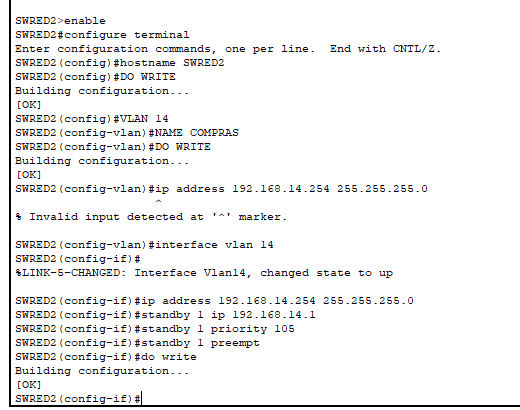 SWRED2>enable
SWRED2#configure terminal
Enter configuration commands, one per line.  End with CNTL/Z.
SWRED2(config)#hostname SWRED2
SWRED2(config)#DO WRITE
Building configuration...
[OK]
SWRED2(config)#VLAN 14
SWRED2(config-vlan)#NAME COMPRAS
SWRED2(config-vlan)#DO WRITE
Building configuration...
[OK]
SWRED2(config-vlan)#ip address 192.168.14.254 255.255.255.0
^
% Invalid input detected at '^' marker.
SWRED2(config-vlan)#interface vlan 14
SWRED2(config-if)#
%LINK-5-CHANGED: Interface Vlan14, changed state to up
SWRED2(config-if)#ip address 192.168.14.254 255.255.255.0
SWRED2(config-if)#standby 1 ip 192.168.14.1
SWRED2(config-if)#standby 1 priority 105
SWRED2(config-if)#standby 1 preempt
SWRED2(config-if)#do write
Building configuration...
[OK]
SWRED2(config-if)#